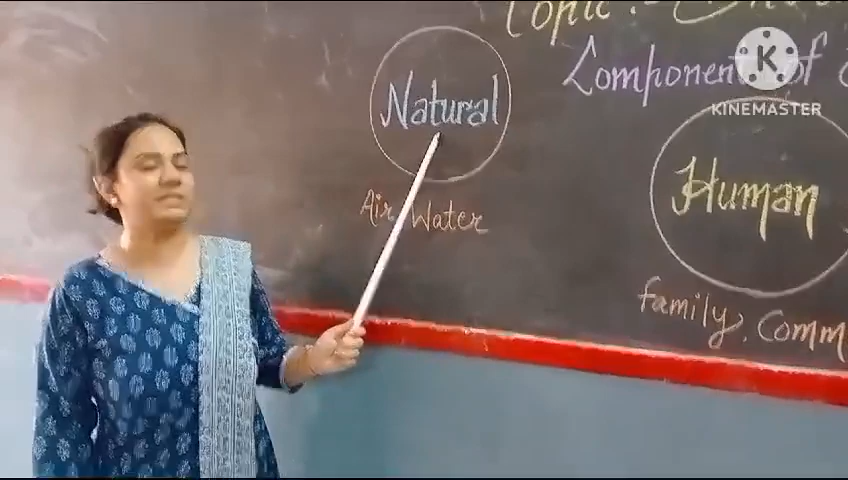 Topic :-
Components of
Natural
Human
Air, Water
family, Comm
K
KINEMASTER